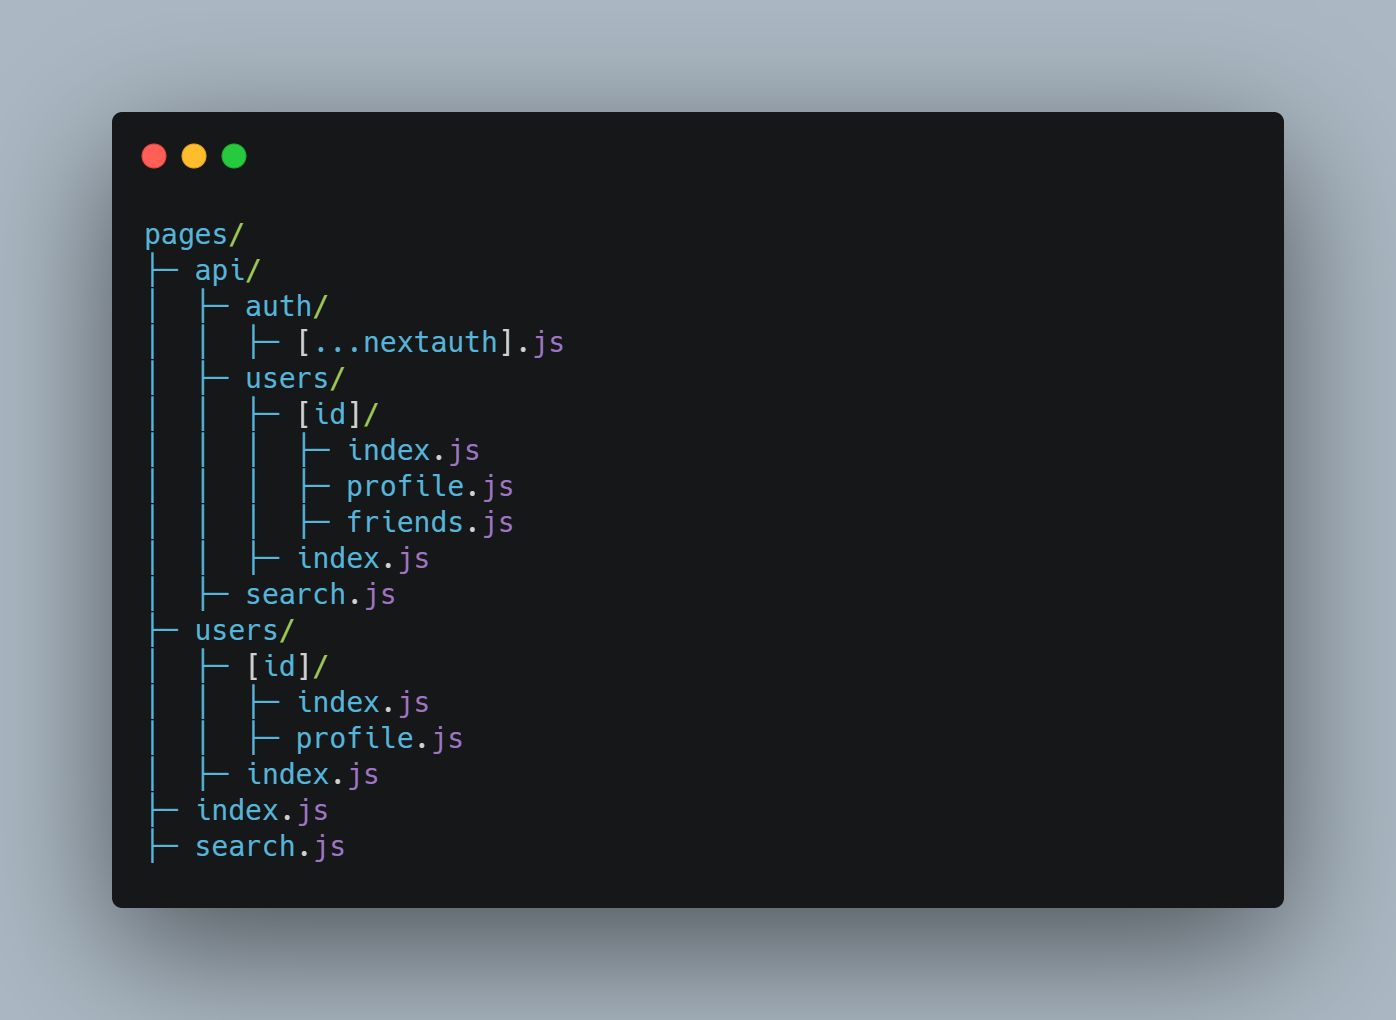 pages/
├─ api/
│  ├─ auth/
│  │  ├─ [...nextauth].js
│  ├─ users/
│  │  ├─ [id]/
│  │  │  ├─ index.js
│  │  │  ├─ profile.js
│  │  │  ├─ friends.js
│  │  ├─ index.js
│  ├─ search.js
├─ users/
│  ├─ [id]/
│  │  ├─ index.js
│  │  ├─ profile.js
│  ├─ index.js
├─ index.js
├─ search.js